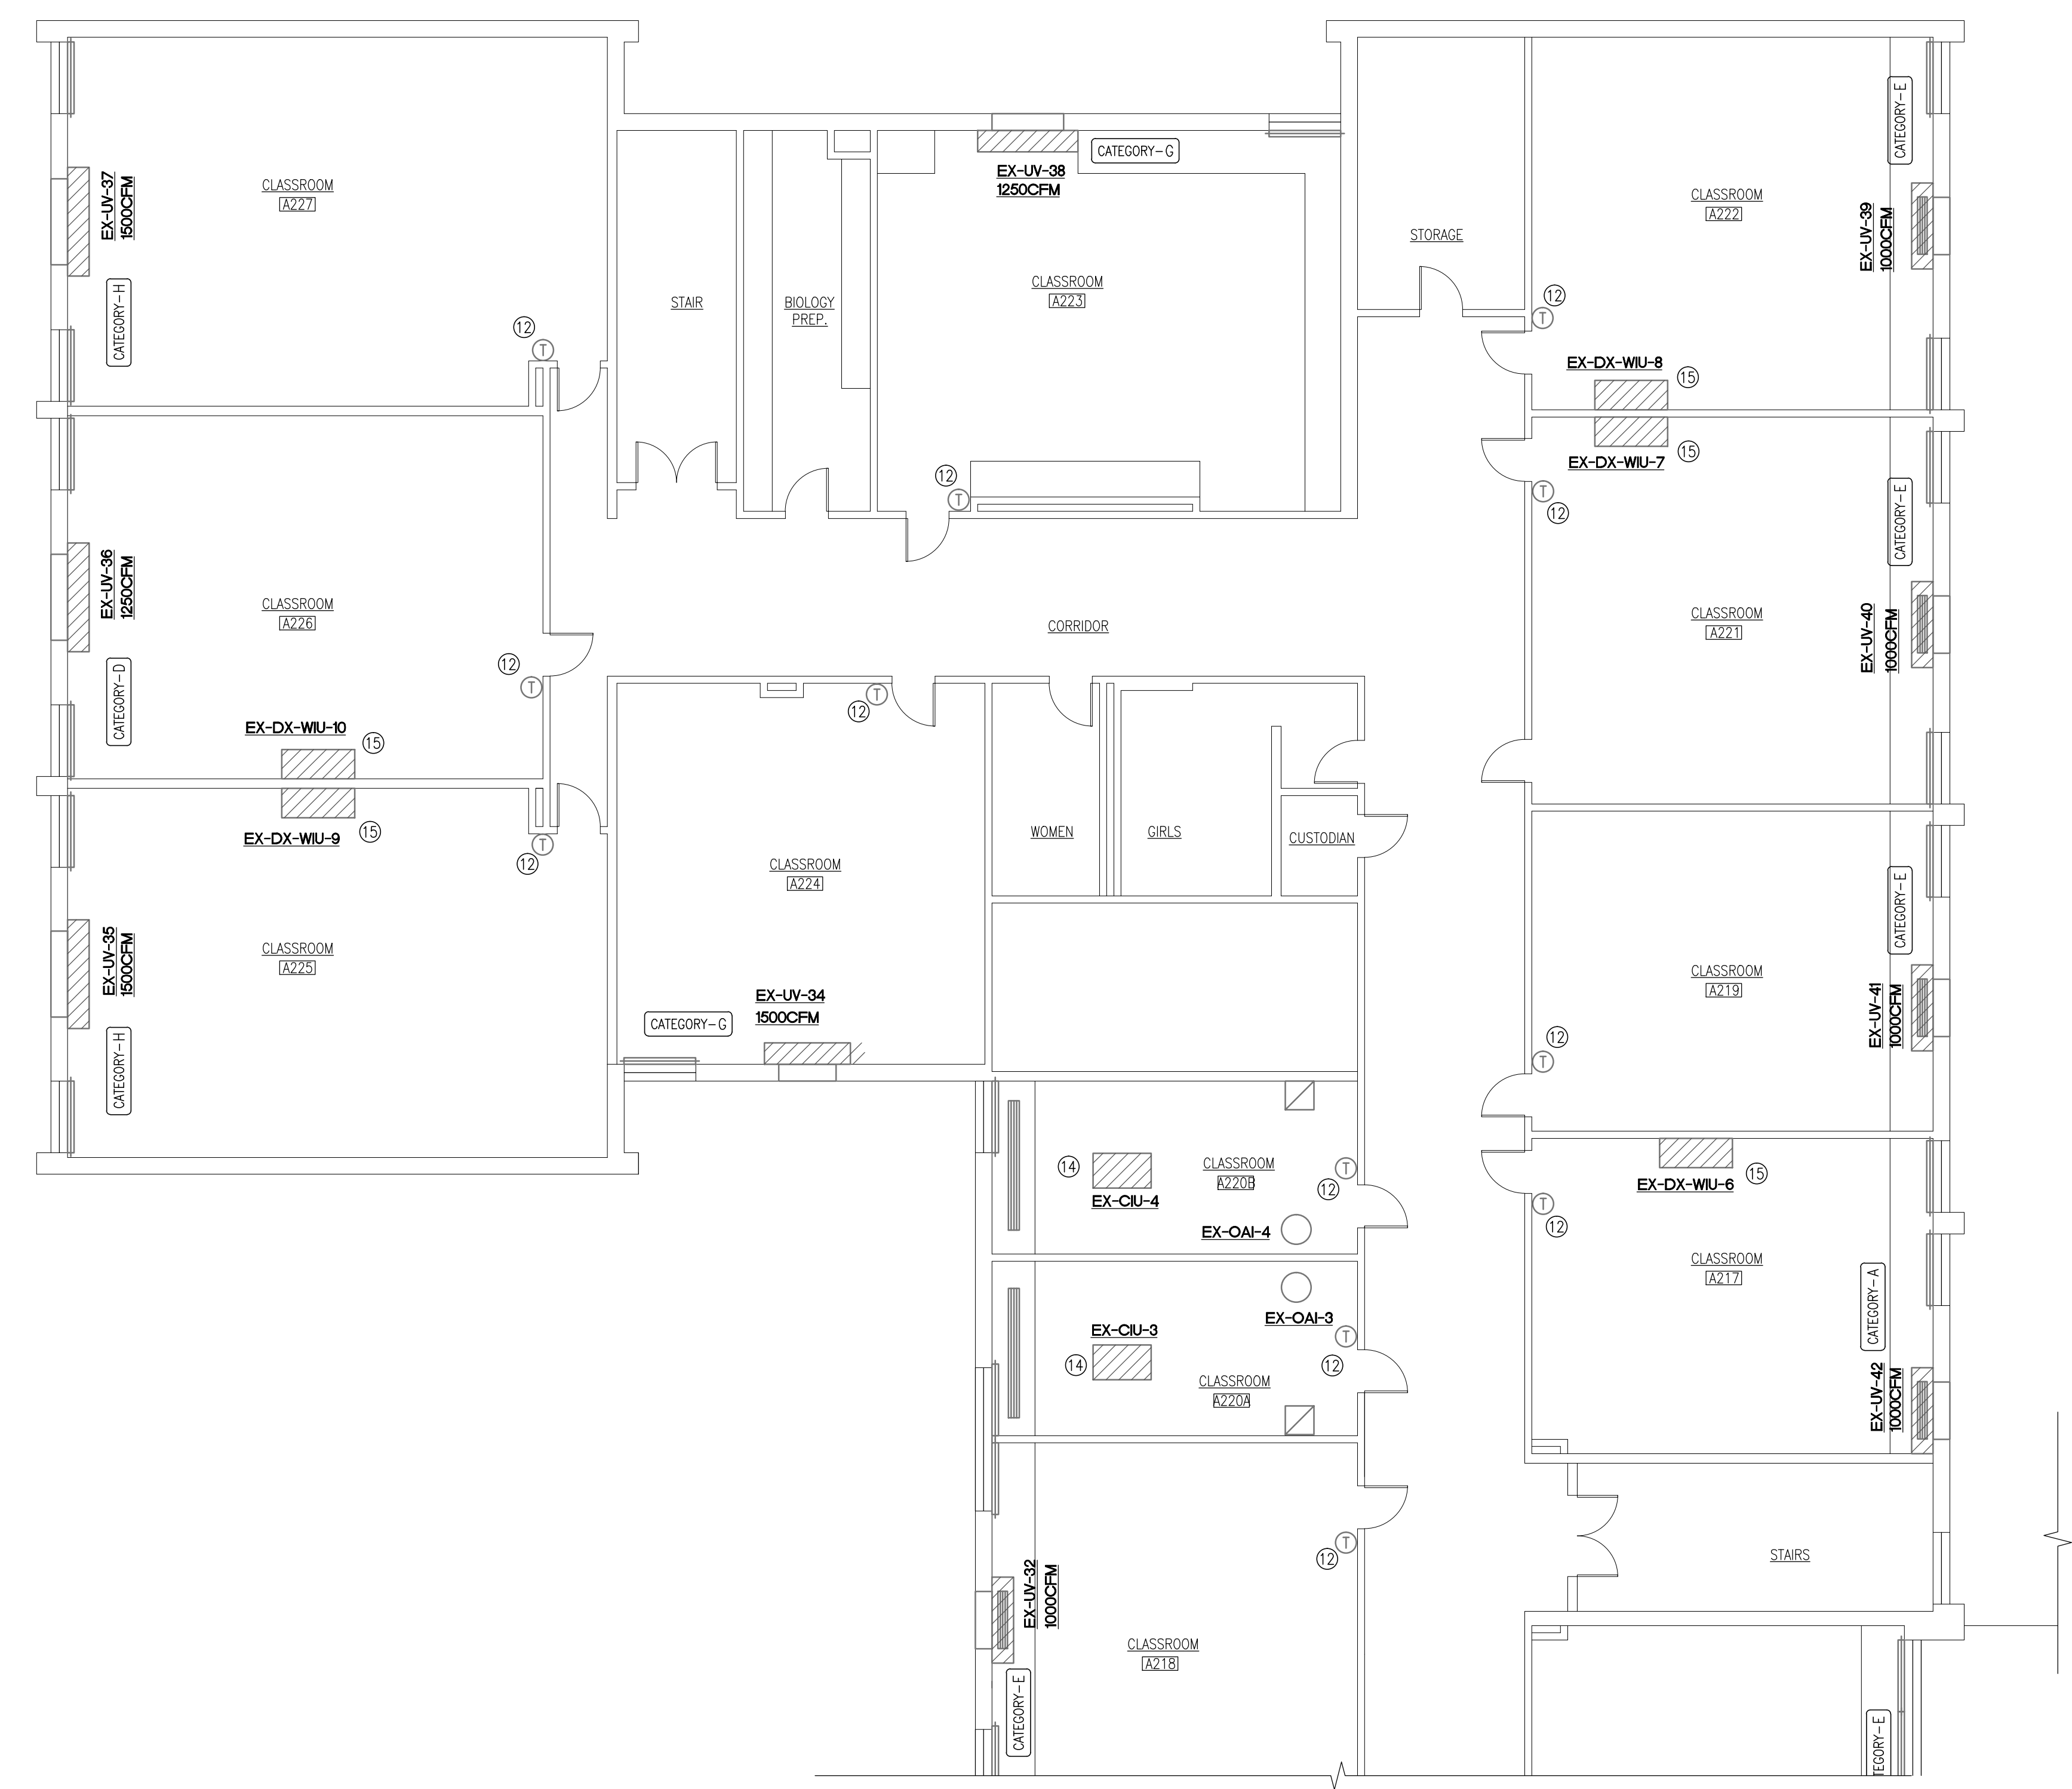 EX-UV-37
1500CFM
CATEGORY-H
CLASSROOM
A227
12
T
STAIR
BIOLOGY
PREP.
EX-UV-38
1250CFM
CATEGORY-G
CLASSROOM
A223
12
T
STORAGE
CATEGORY-E
CLASSROOM
A222
EX-UV-39
1000CFM
12
T
EX-DX-WIU-8
15
EX-DX-WIU-7
15
T
12
CATEGORY-E
CLASSROOM
A221
EX-UV-40
1000CFM
EX-UV-36
1250CFM
CATEGORY-D
CLASSROOM
A226
12
T
EX-DX-WIU-10
15
EX-DX-WIU-9
15
T
12
CORRIDOR
T
12
CLASSROOM
A224
WOMEN
GIRLS
CUSTODIAN
CATEGORY-E
CLASSROOM
A219
EX-UV-41
1000CFM
12
T
EX-UV-35
1500CFM
CATEGORY-H
CLASSROOM
A225
EX-UV-34
1500CFM
CATEGORY-G
14
EX-CIU-4
CLASSROOM
A220B
T
12
EX-OAI-4
EX-DX-WIU-6
15
T
12
CLASSROOM
A217
CATEGORY-A
EX-UV-42
1000CFM
EX-OAI-3
EX-CIU-3
14
T
12
CLASSROOM
A220A
T
12
EX-UV-32
1000CFM
CATEGORY-E
CLASSROOM
A218
STAIRS
TEGORY-E